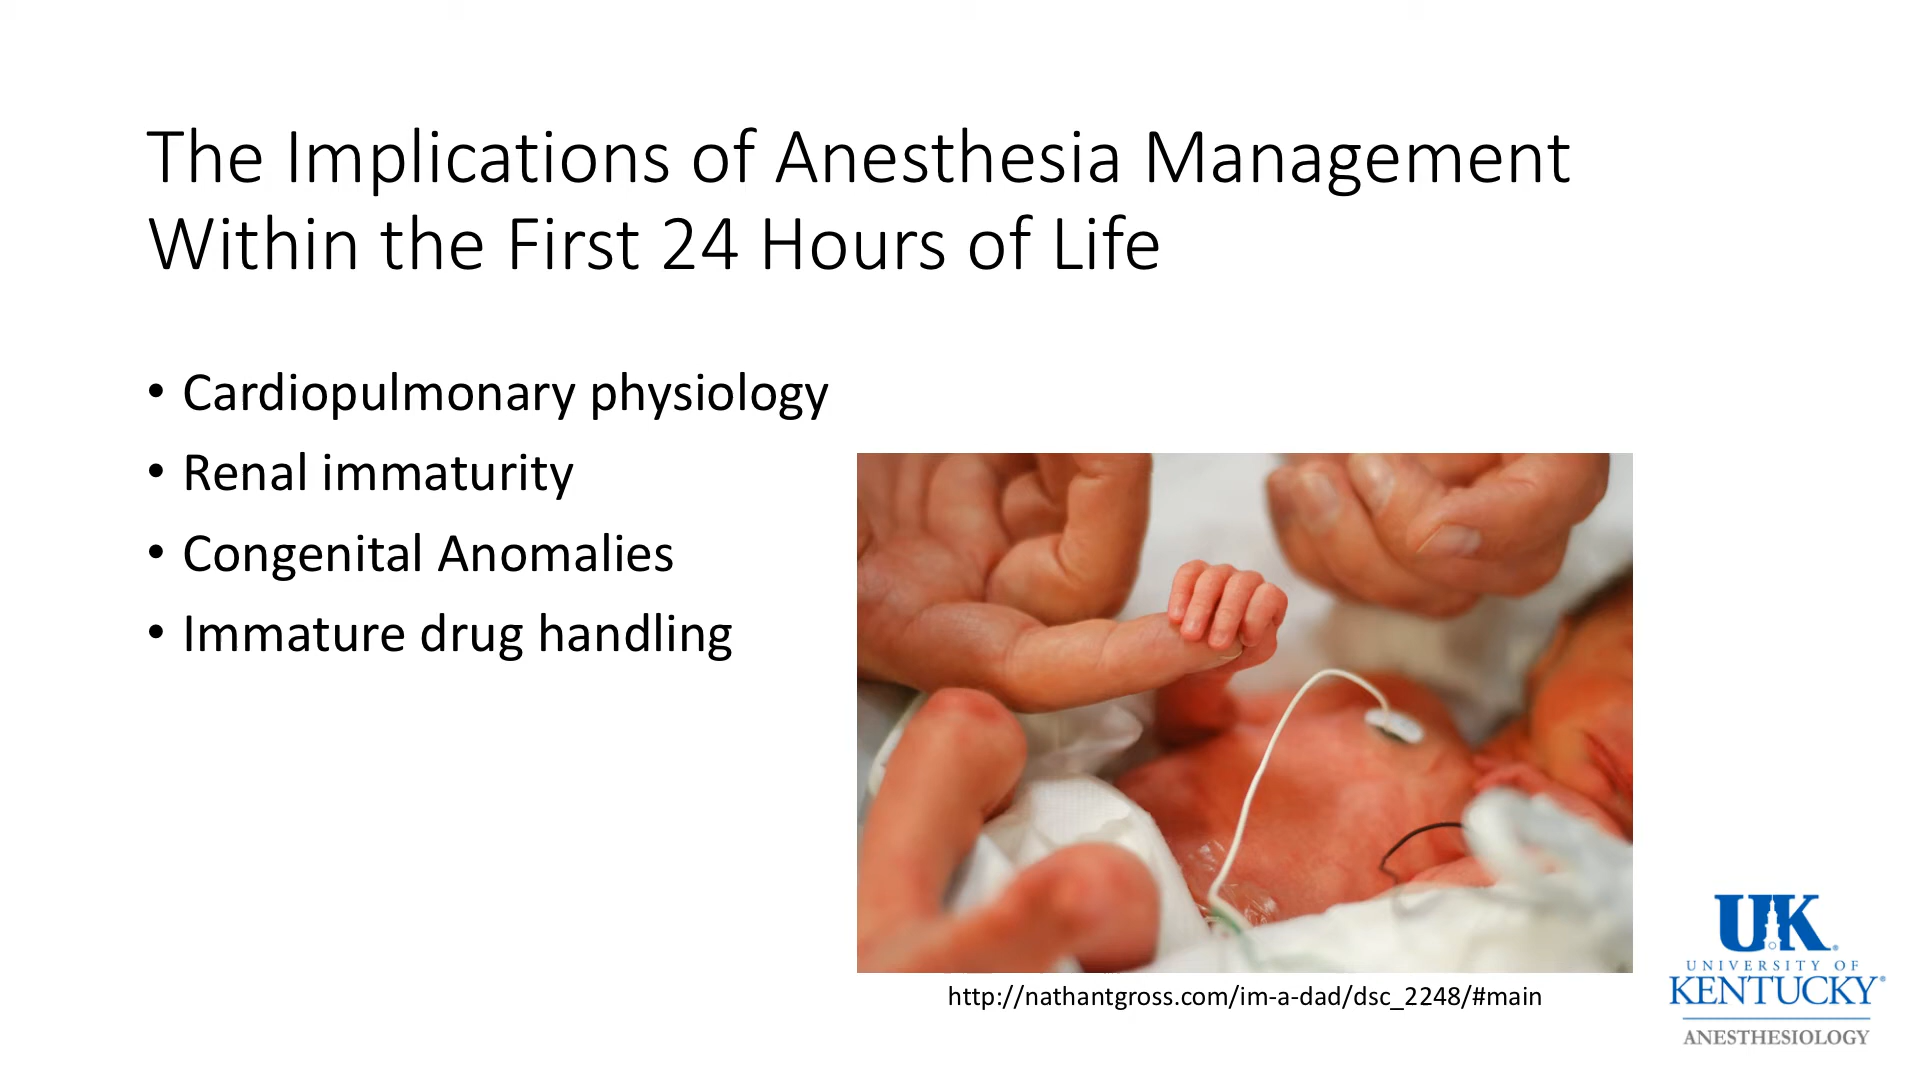 The Implications of Anesthesia Management
Within the First 24 Hours of Life
• Cardiopulmonary physiology
• Renal immaturity
• Congenital Anomalies
• Immature drug handling
http://nathantgross.com/im-a-dad/dsc_2248/#main
UK®
UNIVERSITY OF
KENTUCKY®
ANESTHESIOLOGY